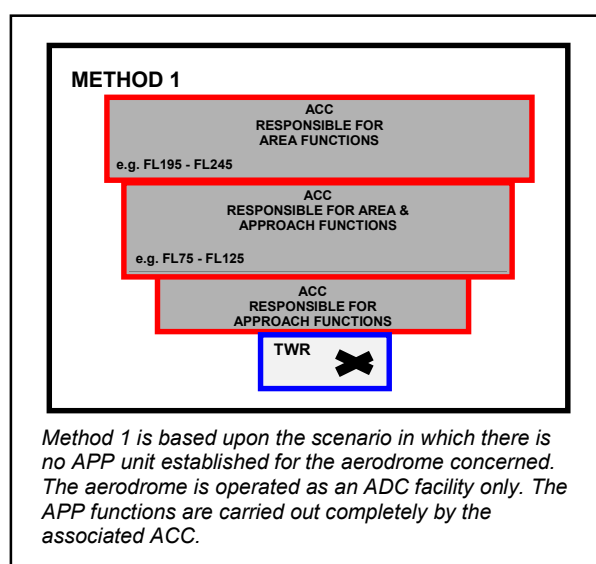 METHOD 1
ACC
RESPONSIBLE FOR
AREA FUNCTIONS
e.g. FL195 - FL245
ACC
RESPONSIBLE FOR AREA &
APPROACH FUNCTIONS
e.g. FL75 - FL125
ACC
RESPONSIBLE FOR
APPROACH FUNCTIONS
TWR
Method 1 is based upon the scenario in which there is
no APP unit established for the aerodrome concerned.
The aerodrome is operated as an ADC facility only. The
APP functions are carried out completely by the
associated ACC.